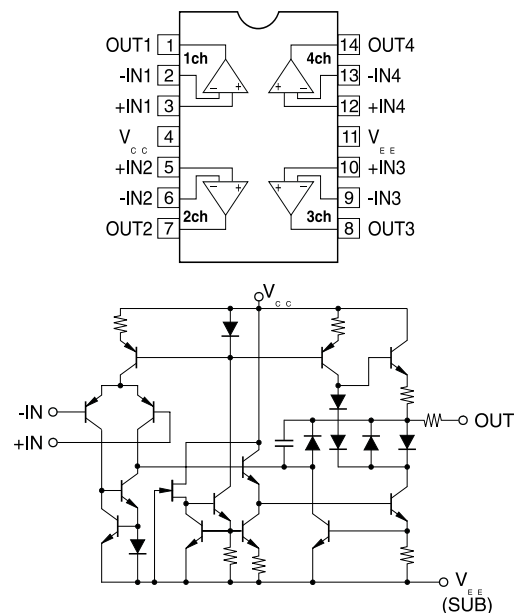 OUT1 1 1ch 4ch 14 OUT4
-IN1 2 - + + - 13 -IN4
+IN1 3 12 +IN4
VCC 4 11 VEE
+IN2 5 - + + - 10 +IN3
-IN2 6 9 -IN3
OUT2 7 2ch 3ch 8 OUT3
VCC
-IN
+IN
OUT
VEE
(SUB)